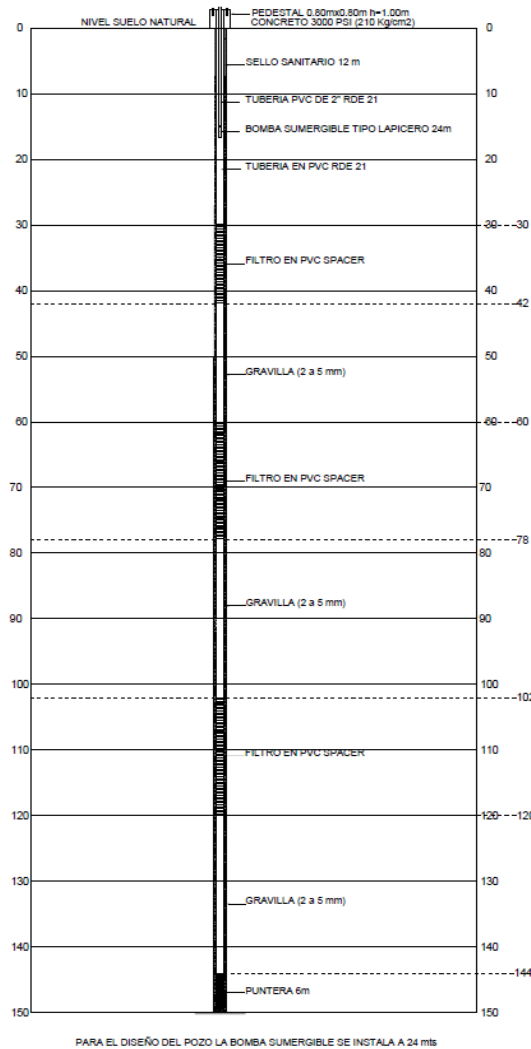 PEDESTAL 0.80mx0.80m h=1.00m
NIVEL SUELO NATURAL CONCRETO 3000 PSI (210 Kg/cm2)
0 0
SELLO SANITARIO 12 m
10 10
TUBERIA PVC DE 2" RDE 21
BOMBA SUMERGIBLE TIPO LAPICERO 24m
20 20
TUBERIA EN PVC RDE 21
30 30 30
FILTRO EN PVC SPACER
40 40
42
50 50
GRAVILLA (2 a 5 mm)
60 60 60
FILTRO EN PVC SPACER
70 70
78
80 80
GRAVILLA (2 a 5 mm)
90 90
100 100
102
110 110
FILTRO EN PVC SPACER
120 120 120
130 130
GRAVILLA (2 a 5 mm)
140 140
144
PUNTERA 6m
150 150
PARA EL DISEÑO DEL POZO LA BOMBA SUMERGIBLE SE INSTALA A 24 mts